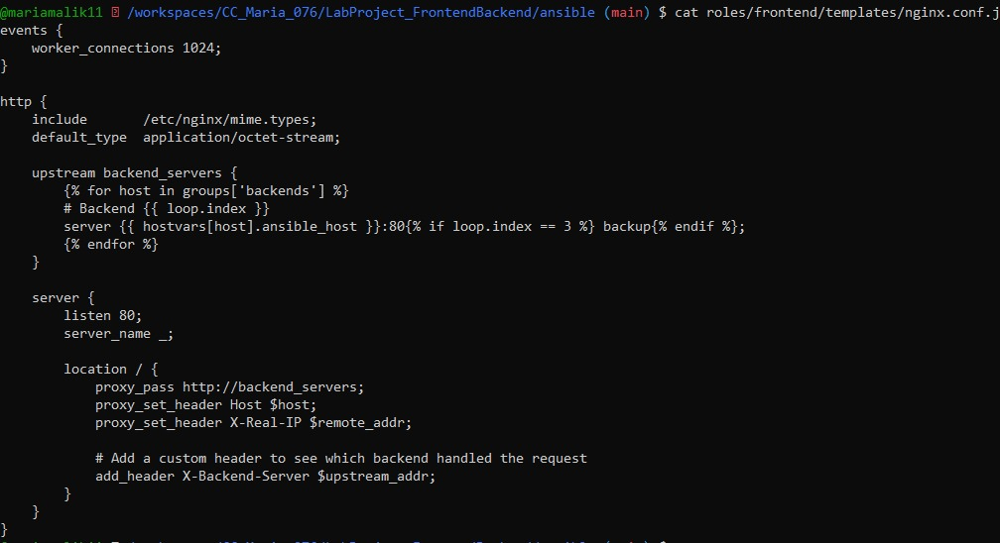 @mariamalik11 /workspaces/CC_Maria_076/LabProject_FrontendBackend/ansible (main) $ cat roles/frontend/templates/nginx.conf.j
events {
    worker_connections 1024;
}

http {
    include       /etc/nginx/mime.types;
    default_type  application/octet-stream;

    upstream backend_servers {
        {% for host in groups['backends'] %}
        # Backend {{ loop.index }}
        server {{ hostvars[host].ansible_host }}:80{% if loop.index == 3 %} backup{% endif %};
        {% endfor %}
    }

    server {
        listen 80;
        server_name _;

        location / {
            proxy_pass http://backend_servers;
            proxy_set_header Host $host;
            proxy_set_header X-Real-IP $remote_addr;

            # Add a custom header to see which backend handled the request
            add_header X-Backend-Server $upstream_addr;
        }
    }
}